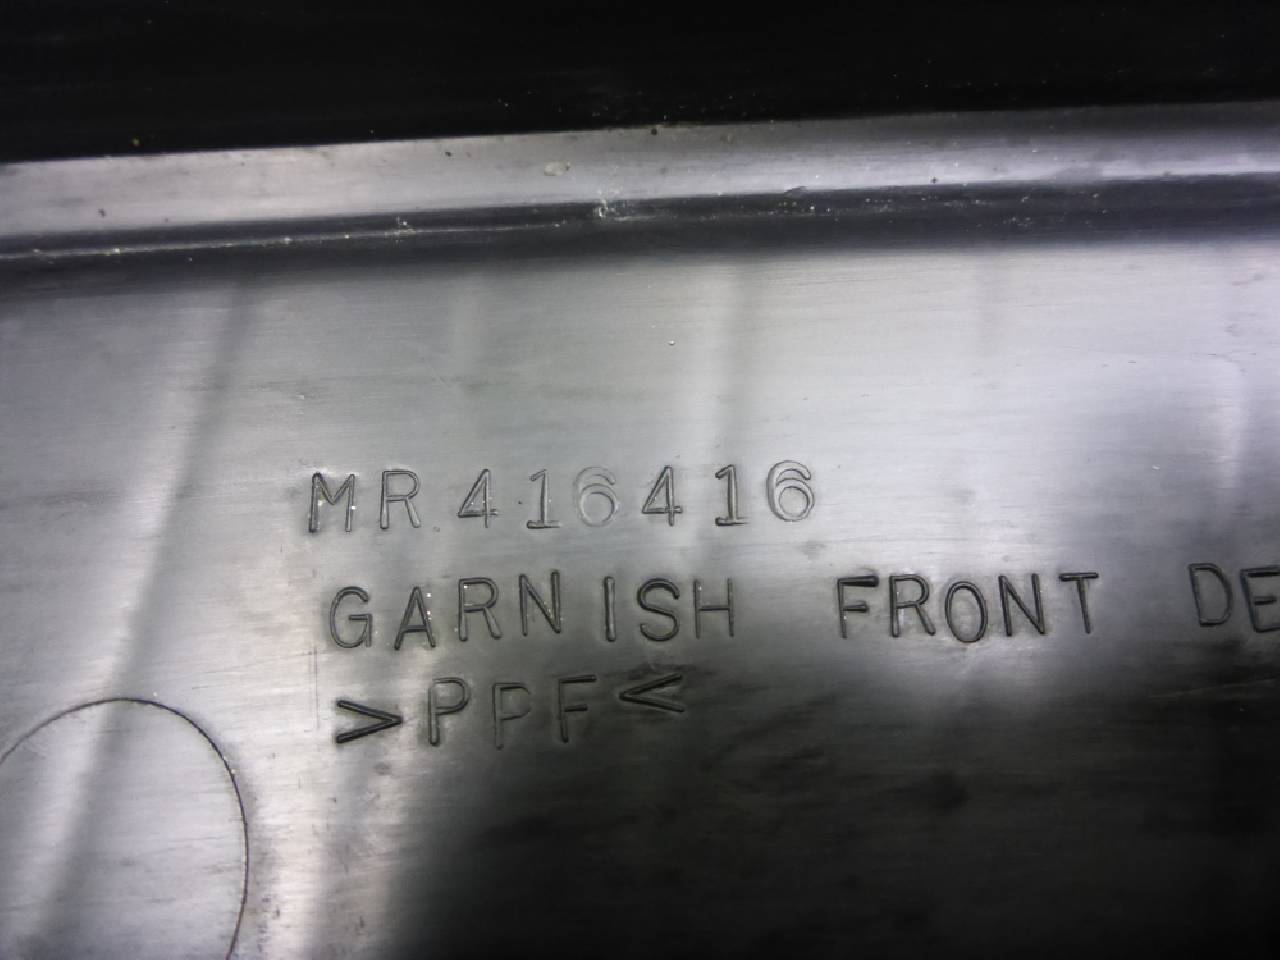 MR416416
GARNISH FRONT DE
>PPF<